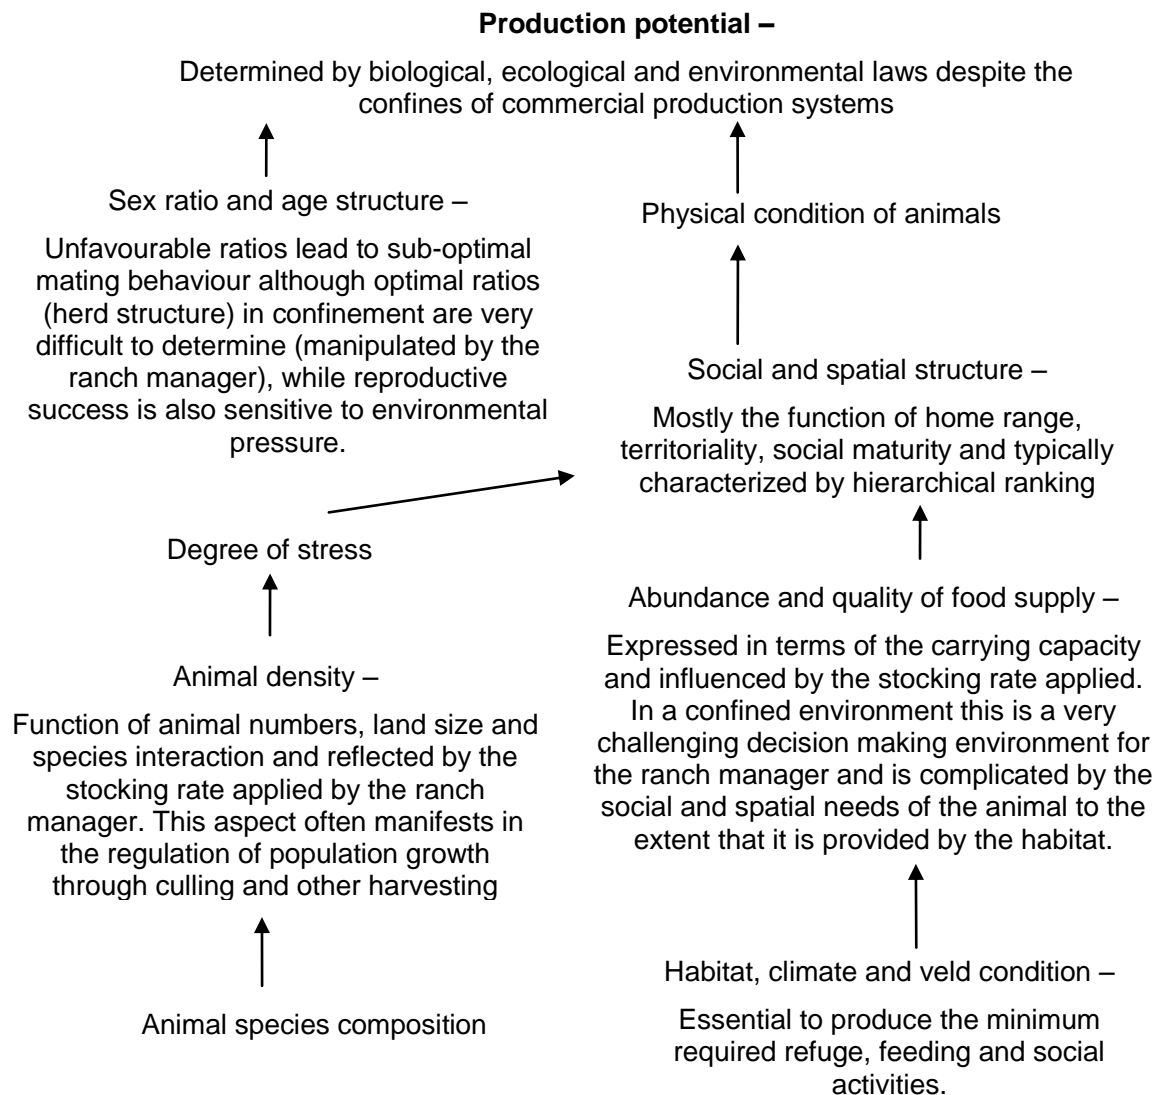 Production potential –
Determined by biological, ecological and environmental laws despite the
confines of commercial production systems
Sex ratio and age structure –
Unfavourable ratios lead to sub-optimal
mating behaviour although optimal ratios
(herd structure) in confinement are very
difficult to determine (manipulated by the
ranch manager), while reproductive
success is also sensitive to environmental
pressure.
Physical condition of animals
Social and spatial structure –
Mostly the function of home range,
territoriality, social maturity and typically
characterized by hierarchical ranking
Degree of stress
Animal density –
Function of animal numbers, land size and
species interaction and reflected by the
stocking rate applied by the ranch
manager. This aspect often manifests in
the regulation of population growth
through culling and other harvesting
Animal species composition
Abundance and quality of food supply –
Expressed in terms of the carrying capacity
and influenced by the stocking rate applied.
In a confined environment this is a very
challenging decision making environment for
the ranch manager and is complicated by the
social and spatial needs of the animal to the
extent that it is provided by the habitat.
Habitat, climate and veld condition –
Essential to produce the minimum
required refuge, feeding and social
activities.